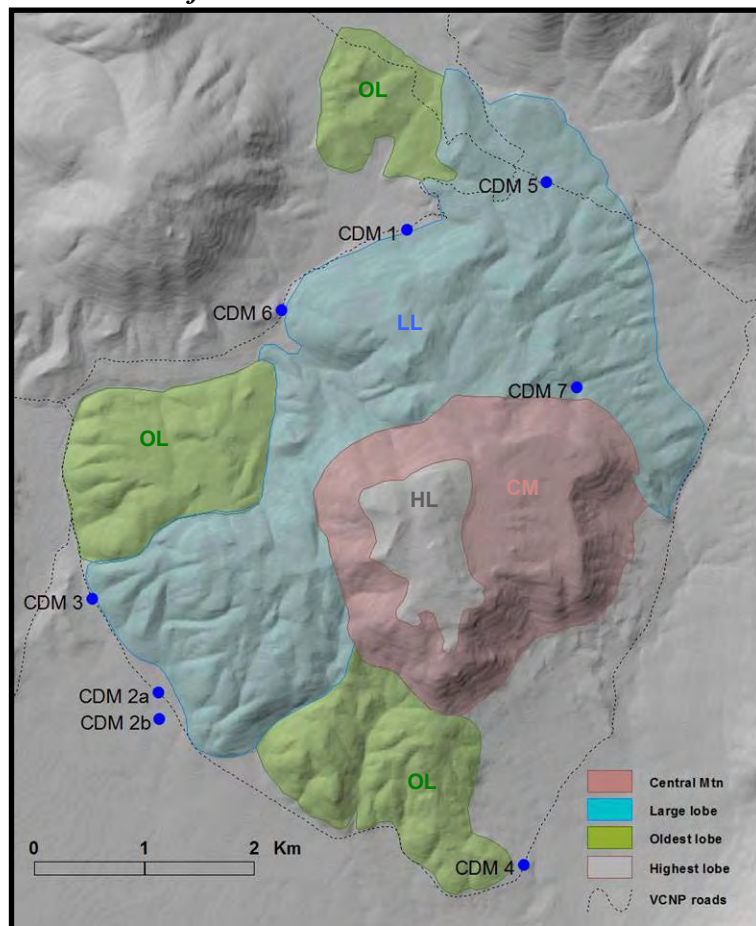 OL
CDM 5
CDM 1
CDM 6
LL
CDM 7
OL
HL
CM
CDM 3
CDM 2a
CDM 2b
OL
CDM 4
Central Mtn
Large lobe
Oldest lobe
Highest lobe
VCNP roads
0 1 2 Km